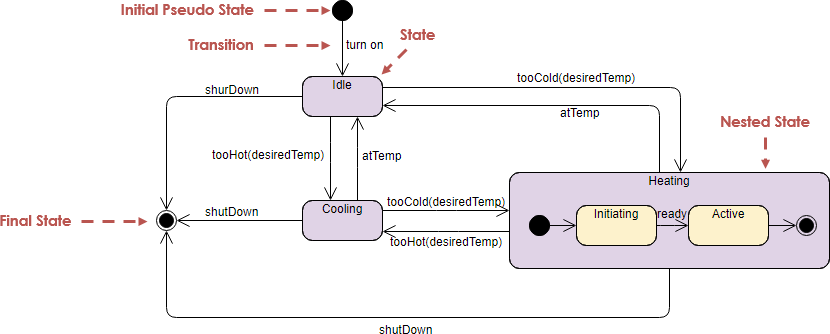 Initial Pseudo State
State
Transition
turn on
Idle
shurDown
tooCold(desiredTemp)
atTemp
Nested State
tooHot(desiredTemp)
atTemp
Heating
Final State
shutDown
Cooling
tooCold(desiredTemp)
tooHot(desiredTemp)
Initiating
ready
Active
shutDown